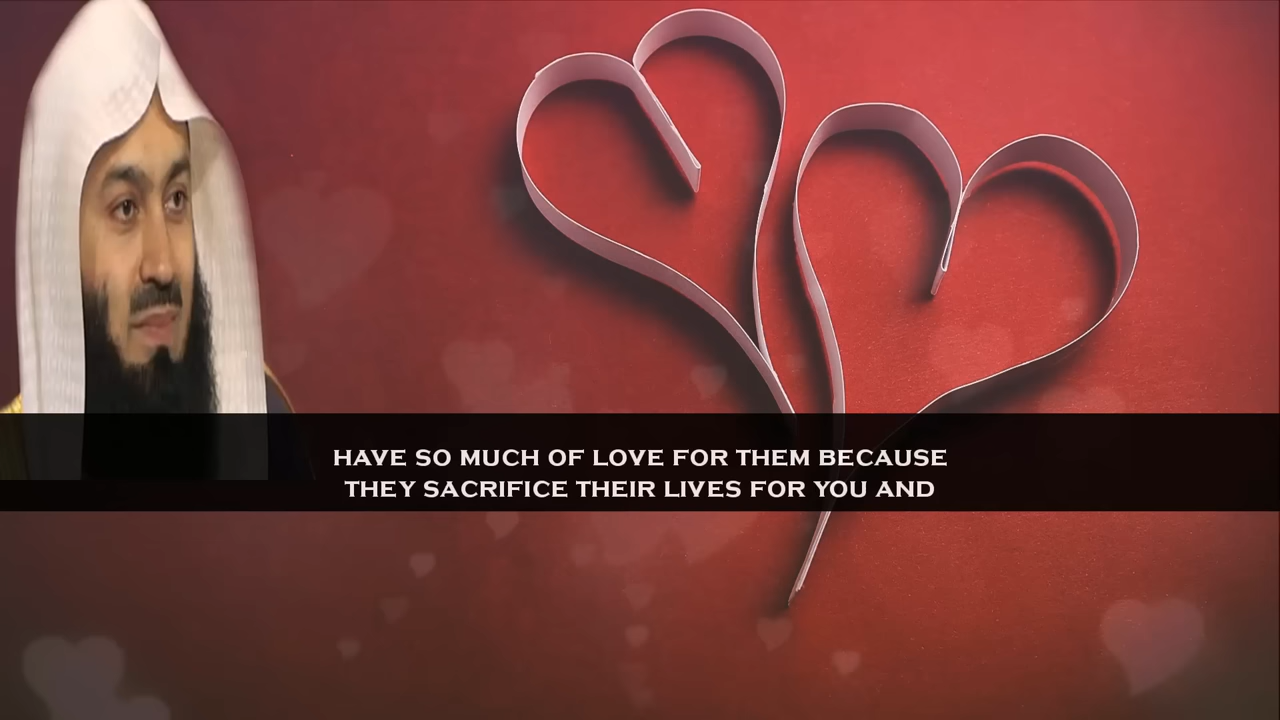 HAVE SO MUCH OF LOVE FOR THEM BECAUSE
THEY SACRIFICE THEIR LIVES FOR YOU AND